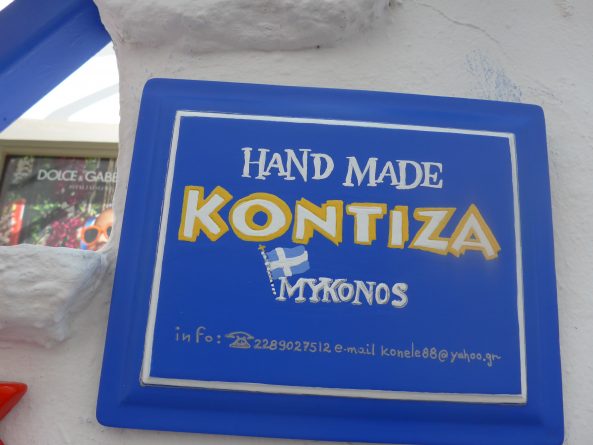 DOLCE & GABB
HAND MADE
KONTIZA
MYKONOS
info: ☎ 2289027512 e-mail konele88@yahoo.gr